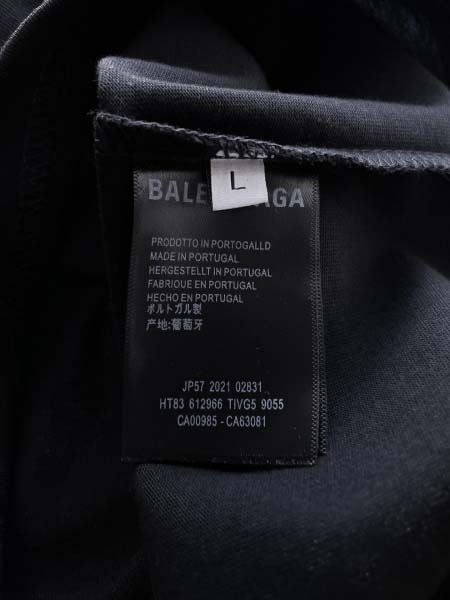 L
BALE AGA
PRODOTTO IN PORTOGALLD
MADE IN PORTUGAL
HERGESTELLT IN PORTUGAL
FABRIQUE EN PORTUGAL
HECHO EN PORTUGAL
ポルトガル製
产地:葡萄牙
JP57 2021 02831
HT83 612966 TIVG5 9055
CA00985 - CA63081